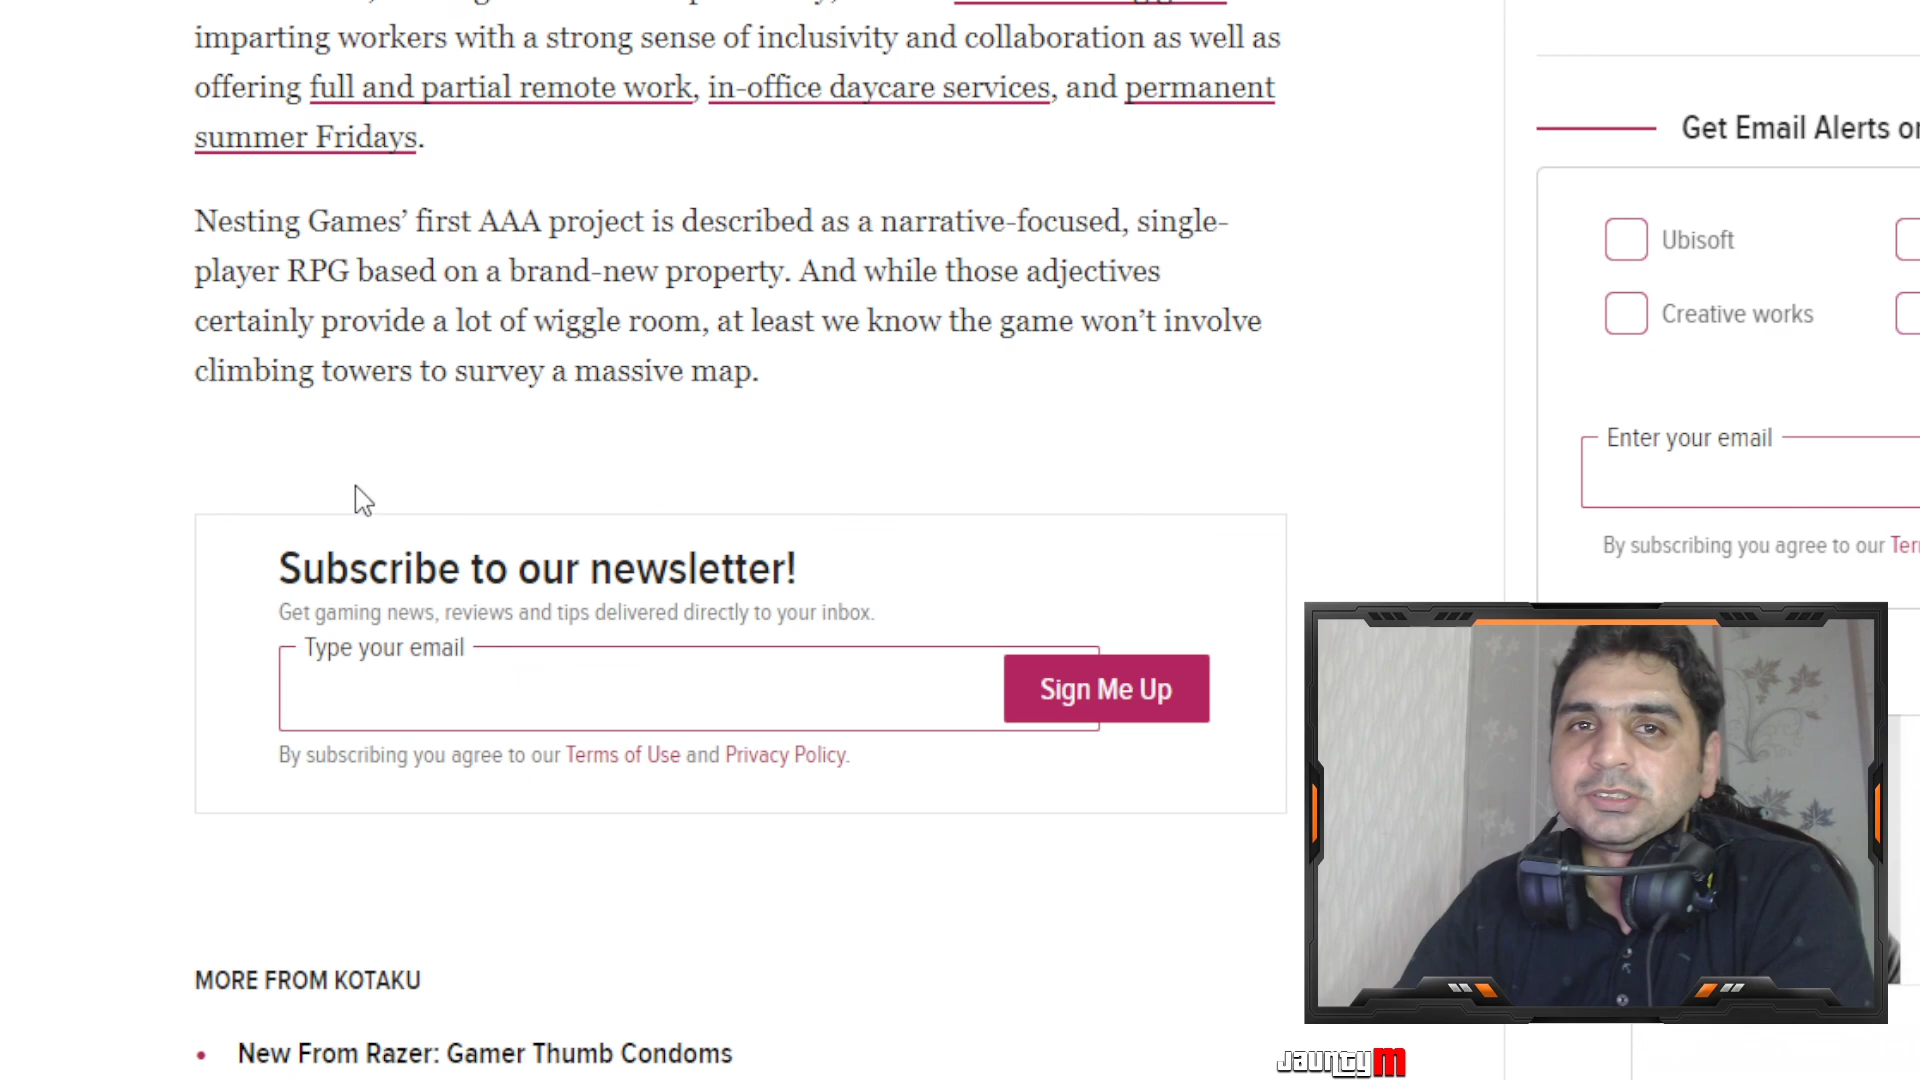 imparting workers with a strong sense of inclusivity and collaboration as well as
offering full and partial remote work, in-office daycare services, and permanent
summer Fridays.
Nesting Games’ first AAA project is described as a narrative-focused, single-
player RPG based on a brand-new property. And while those adjectives
certainly provide a lot of wiggle room, at least we know the game won’t involve
climbing towers to survey a massive map.
Subscribe to our newsletter!
Get gaming news, reviews and tips delivered directly to your inbox.
Type your email
Sign Me Up
By subscribing you agree to our Terms of Use and Privacy Policy.
MORE FROM KOTAKU
• New From Razer: Gamer Thumb Condoms
Get Email Alerts
Ubisoft
Creative works
Enter your email
By subscribing you agree to our
JauntyM